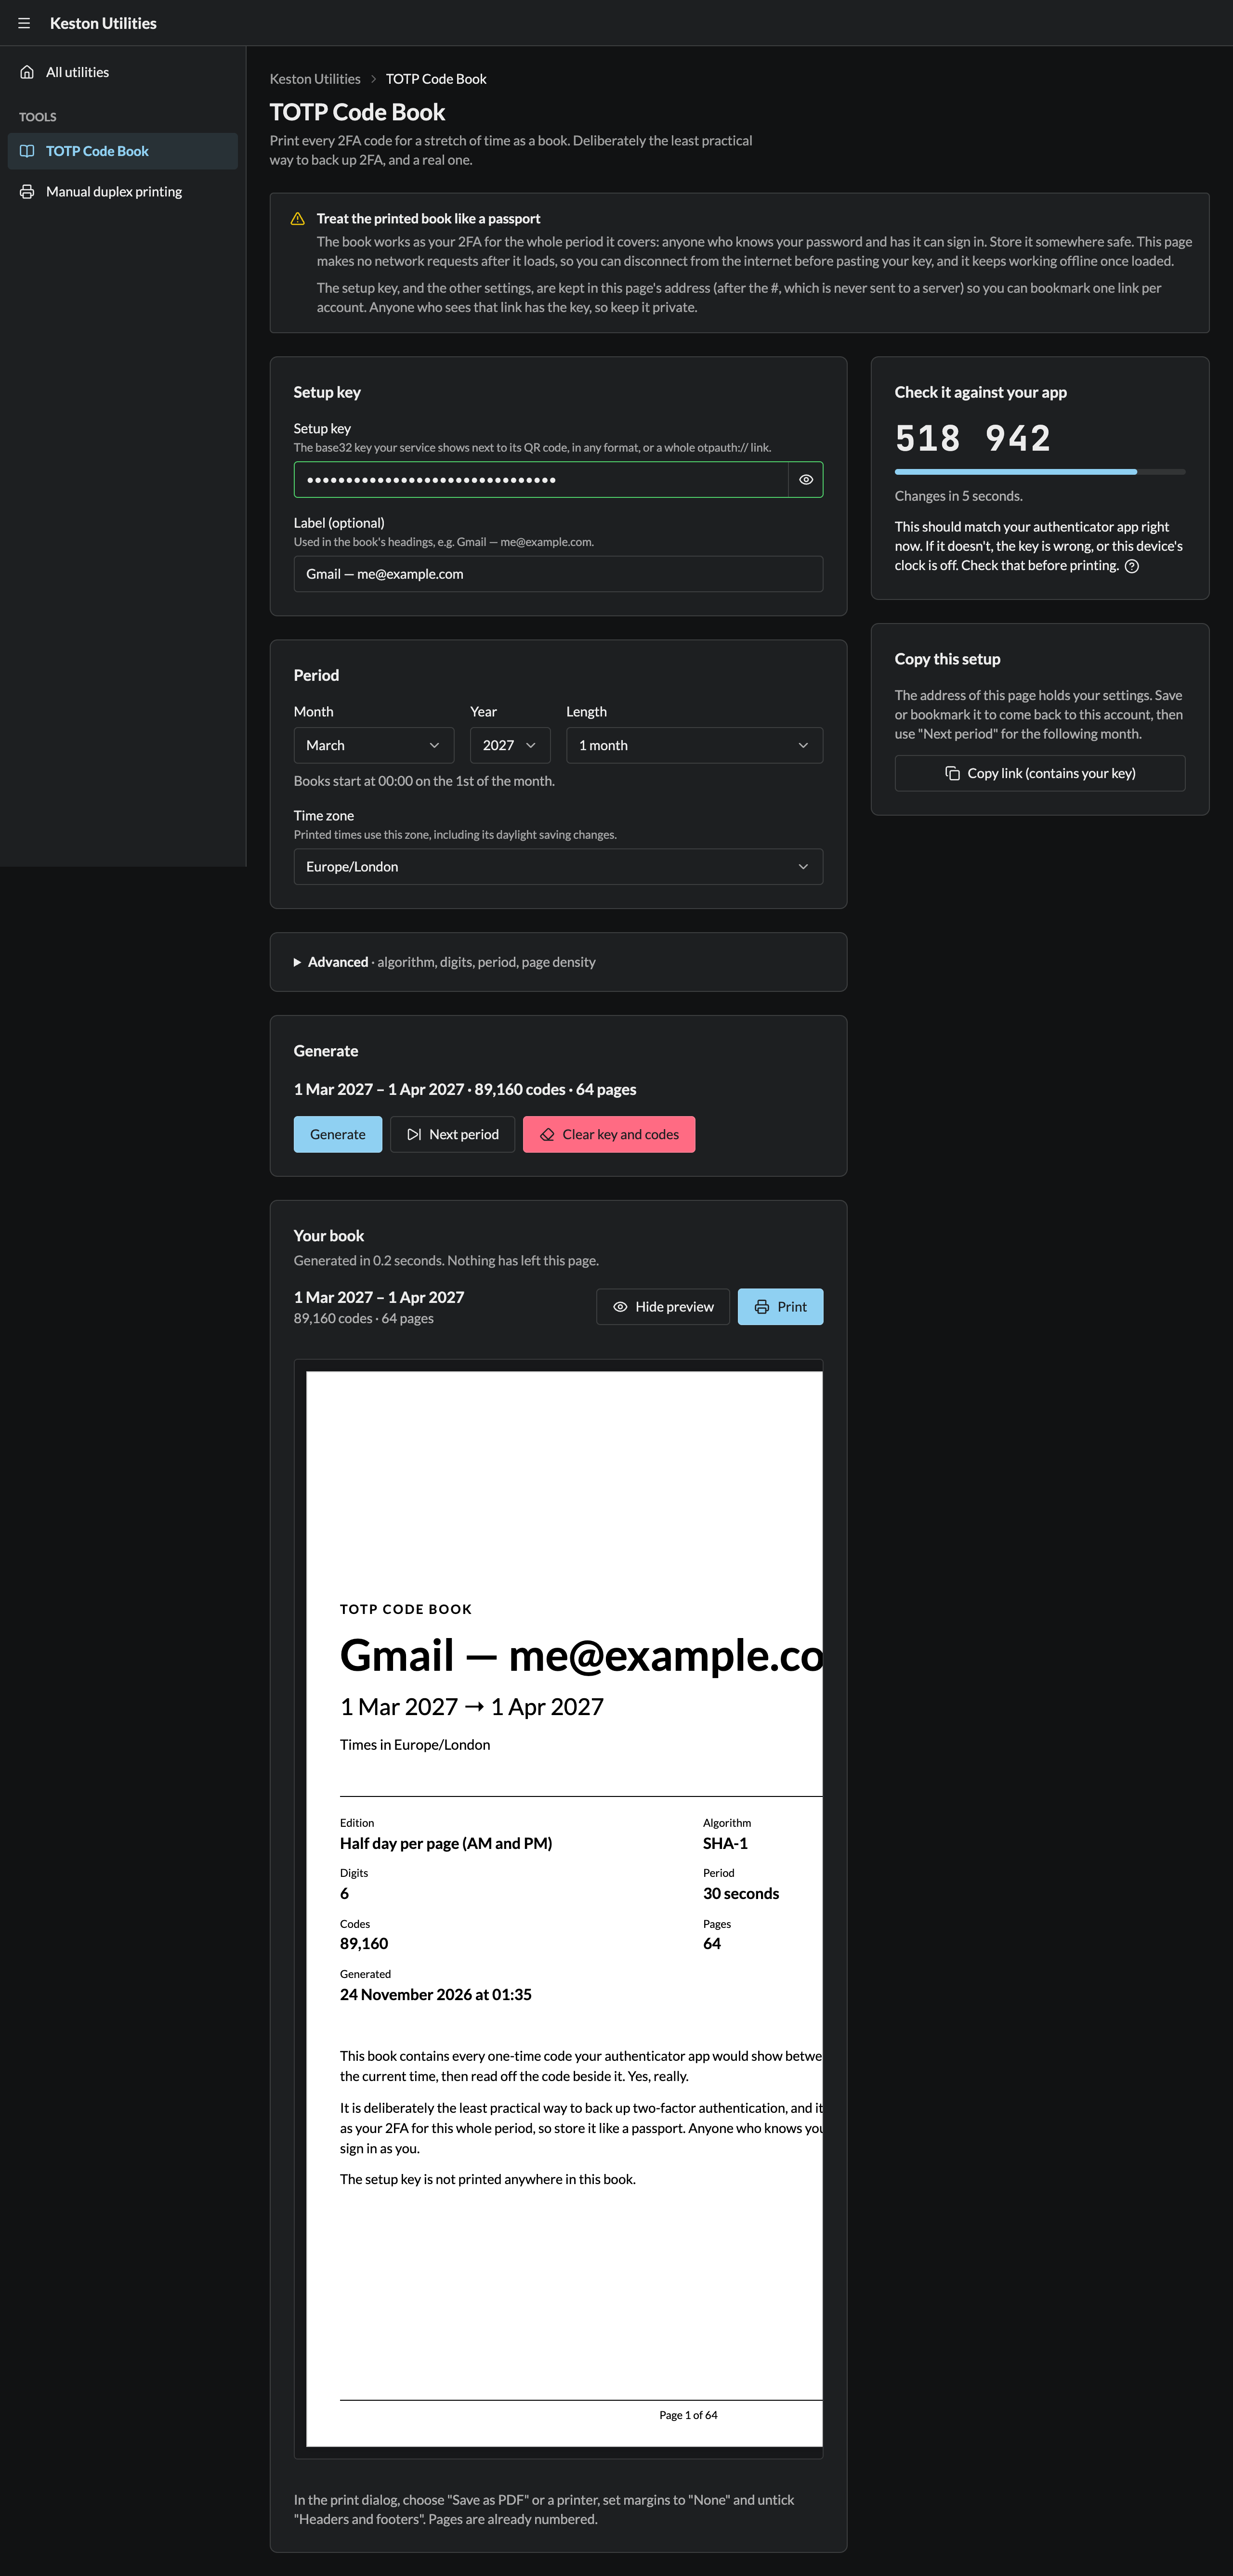 Keston Utilities
All utilities
TOOLS
TOTP Code Book
Manual duplex printing
Keston Utilities > TOTP Code Book
TOTP Code Book
Print every 2FA code for a stretch of time as a book. Deliberately the least practical
way to back up 2FA, and a real one.
Treat the printed book like a passport
The book works as your 2FA for the whole period it covers: anyone who knows your password and has it can sign in. Store it somewhere safe. This page
makes no network requests after it loads, so you can disconnect from the internet before pasting your key, and it keeps working offline once loaded.
The setup key, and the other settings, are kept in this page's address (after the #, which is never sent to a server) so you can bookmark one link per
account. Anyone who sees that link has the key, so keep it private.
Setup key
Setup key
The base32 key your service shows next to its QR code, in any format, or a whole otpauth:// link.
••••••••••••••••••••••••••••••••
Label (optional)
Used in the book's headings, e.g. Gmail — me@example.com.
Gmail — me@example.com
Period
Month Year Length
March 2027 1 month
Books start at 00:00 on the 1st of the month.
Time zone
Printed times use this zone, including its daylight saving changes.
Europe/London
Advanced · algorithm, digits, period, page density
Generate
1 Mar 2027 – 1 Apr 2027 · 89,160 codes · 64 pages
Generate Next period Clear key and codes
Your book
Generated in 0.2 seconds. Nothing has left this page.
1 Mar 2027 – 1 Apr 2027
89,160 codes · 64 pages
Hide preview Print
TOTP CODE BOOK
Gmail — me@example.co
1 Mar 2027 → 1 Apr 2027
Times in Europe/London
Edition Algorithm
Half day per page (AM and PM) SHA-1
Digits Period
6 30 seconds
Codes Pages
89,160 64
Generated
24 November 2026 at 01:35
This book contains every one-time code your authenticator app would show betwe
the current time, then read off the code beside it. Yes, really.
It is deliberately the least practical way to back up two-factor authentication, and it
as your 2FA for this whole period, so store it like a passport. Anyone who knows you
sign in as you.
The setup key is not printed anywhere in this book.
Page 1 of 64
In the print dialog, choose "Save as PDF" or a printer, set margins to "None" and untick
"Headers and footers". Pages are already numbered.
Check it against your app
518 942
Changes in 5 seconds.
This should match your authenticator app right
now. If it doesn't, the key is wrong, or this device's
clock is off. Check that before printing.
Copy this setup
The address of this page holds your settings. Save
or bookmark it to come back to this account, then
use "Next period" for the following month.
Copy link (contains your key)